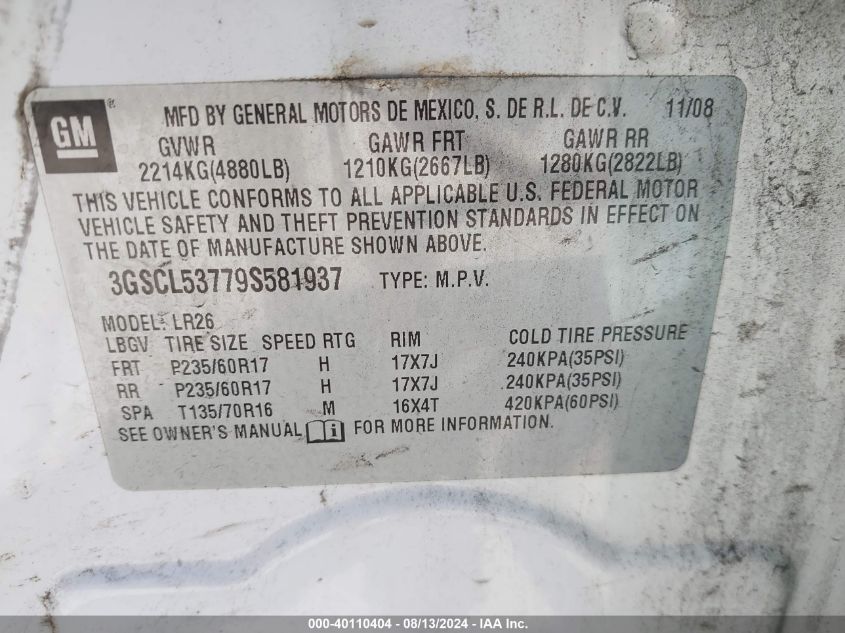 GM®
MFD BY GENERAL MOTORS DE MEXICO, S. DE R.L. DE C.V. 11/08
GVWR GAWR FRT GAWR RR
2214KG(4880LB) 1210KG(2667LB) 1280KG(2822LB)
THIS VEHICLE CONFORMS TO ALL APPLICABLE U.S. FEDERAL MOTOR
VEHICLE SAFETY AND THEFT PREVENTION STANDARDS IN EFFECT ON
THE DATE OF MANUFACTURE SHOWN ABOVE.
3GSCL53779S581937 TYPE: M.P.V.
MODEL: LR26
LBGV TIRE SIZE SPEED RTG RIM COLD TIRE PRESSURE
FRT P235/60R17 H 17X7J 240KPA(35PSI)
RR P235/60R17 H 17X7J 240KPA(35PSI)
SPA T135/70R16 M 16X4T 420KPA(60PSI)
SEE OWNER'S MANUAL i FOR MORE INFORMATION.
000-40110404 - 08/13/2024 - IAA Inc.